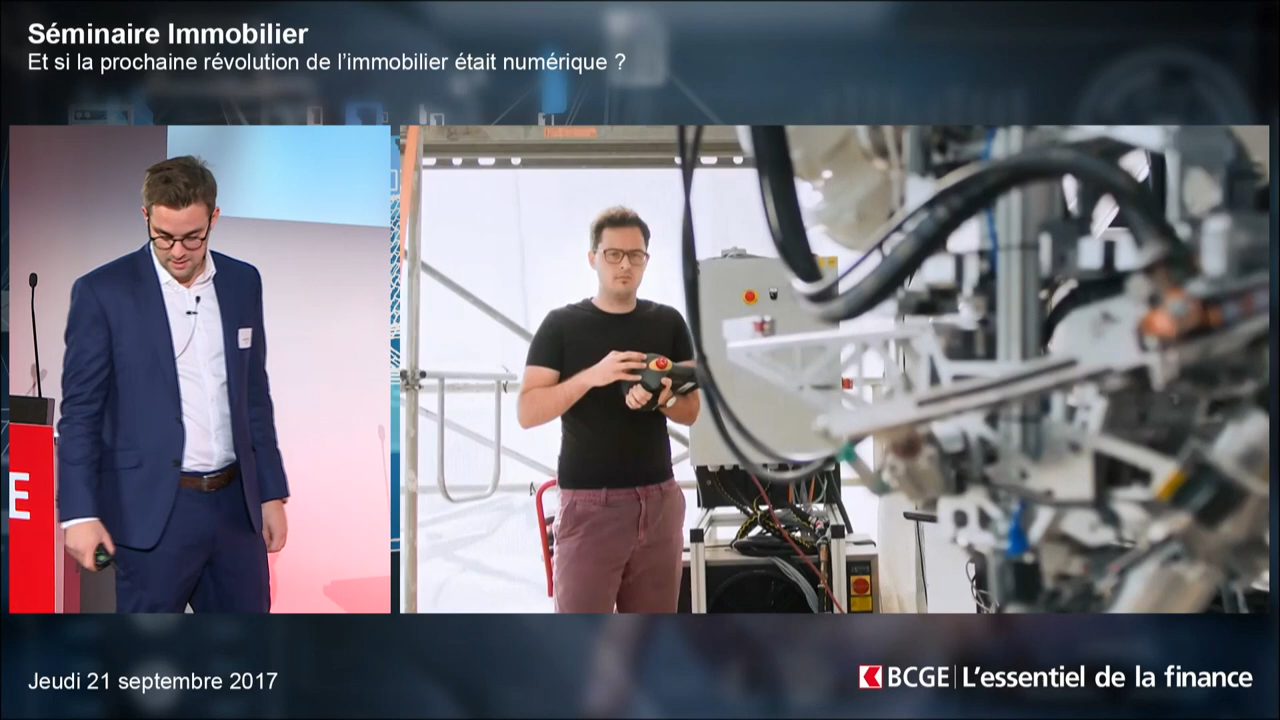 Séminaire Immobilier
Et si la prochaine révolution de l'immobilier était numérique ?
E
Jeudi 21 septembre 2017
BCGE | L'essentiel de la finance